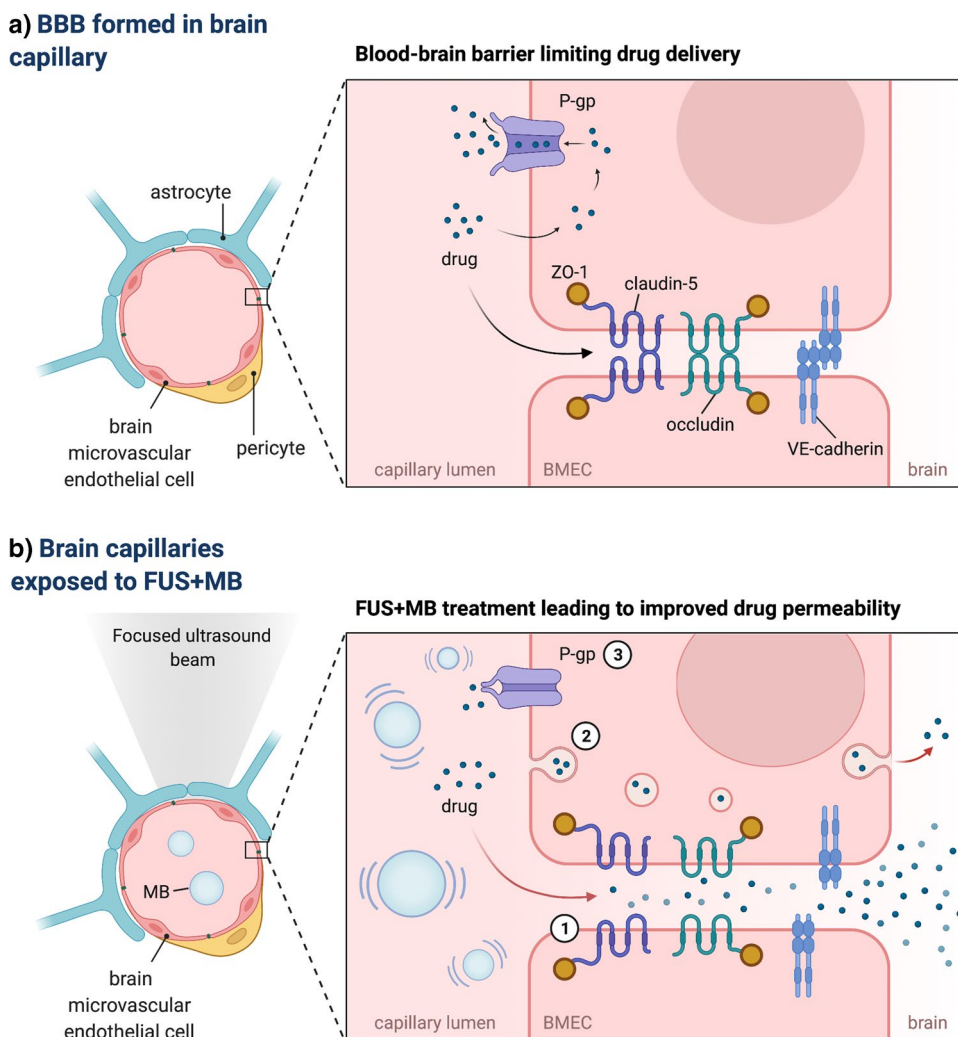 a) BBB formed in brain
capillary
Blood-brain barrier limiting drug delivery
P-gp
astrocyte
drug
ZO-1
claudin-5
brain
microvascular
endothelial cell
pericyte
occludin
VE-cadherin
capillary lumen
BMEC
brain
b) Brain capillaries
exposed to FUS+MB
FUS+MB treatment leading to improved drug permeability
Focused ultrasound
beam
P-gp 3
2
drug
MB
1
brain
microvascular
endothelial cell
capillary lumen
BMEC
brain